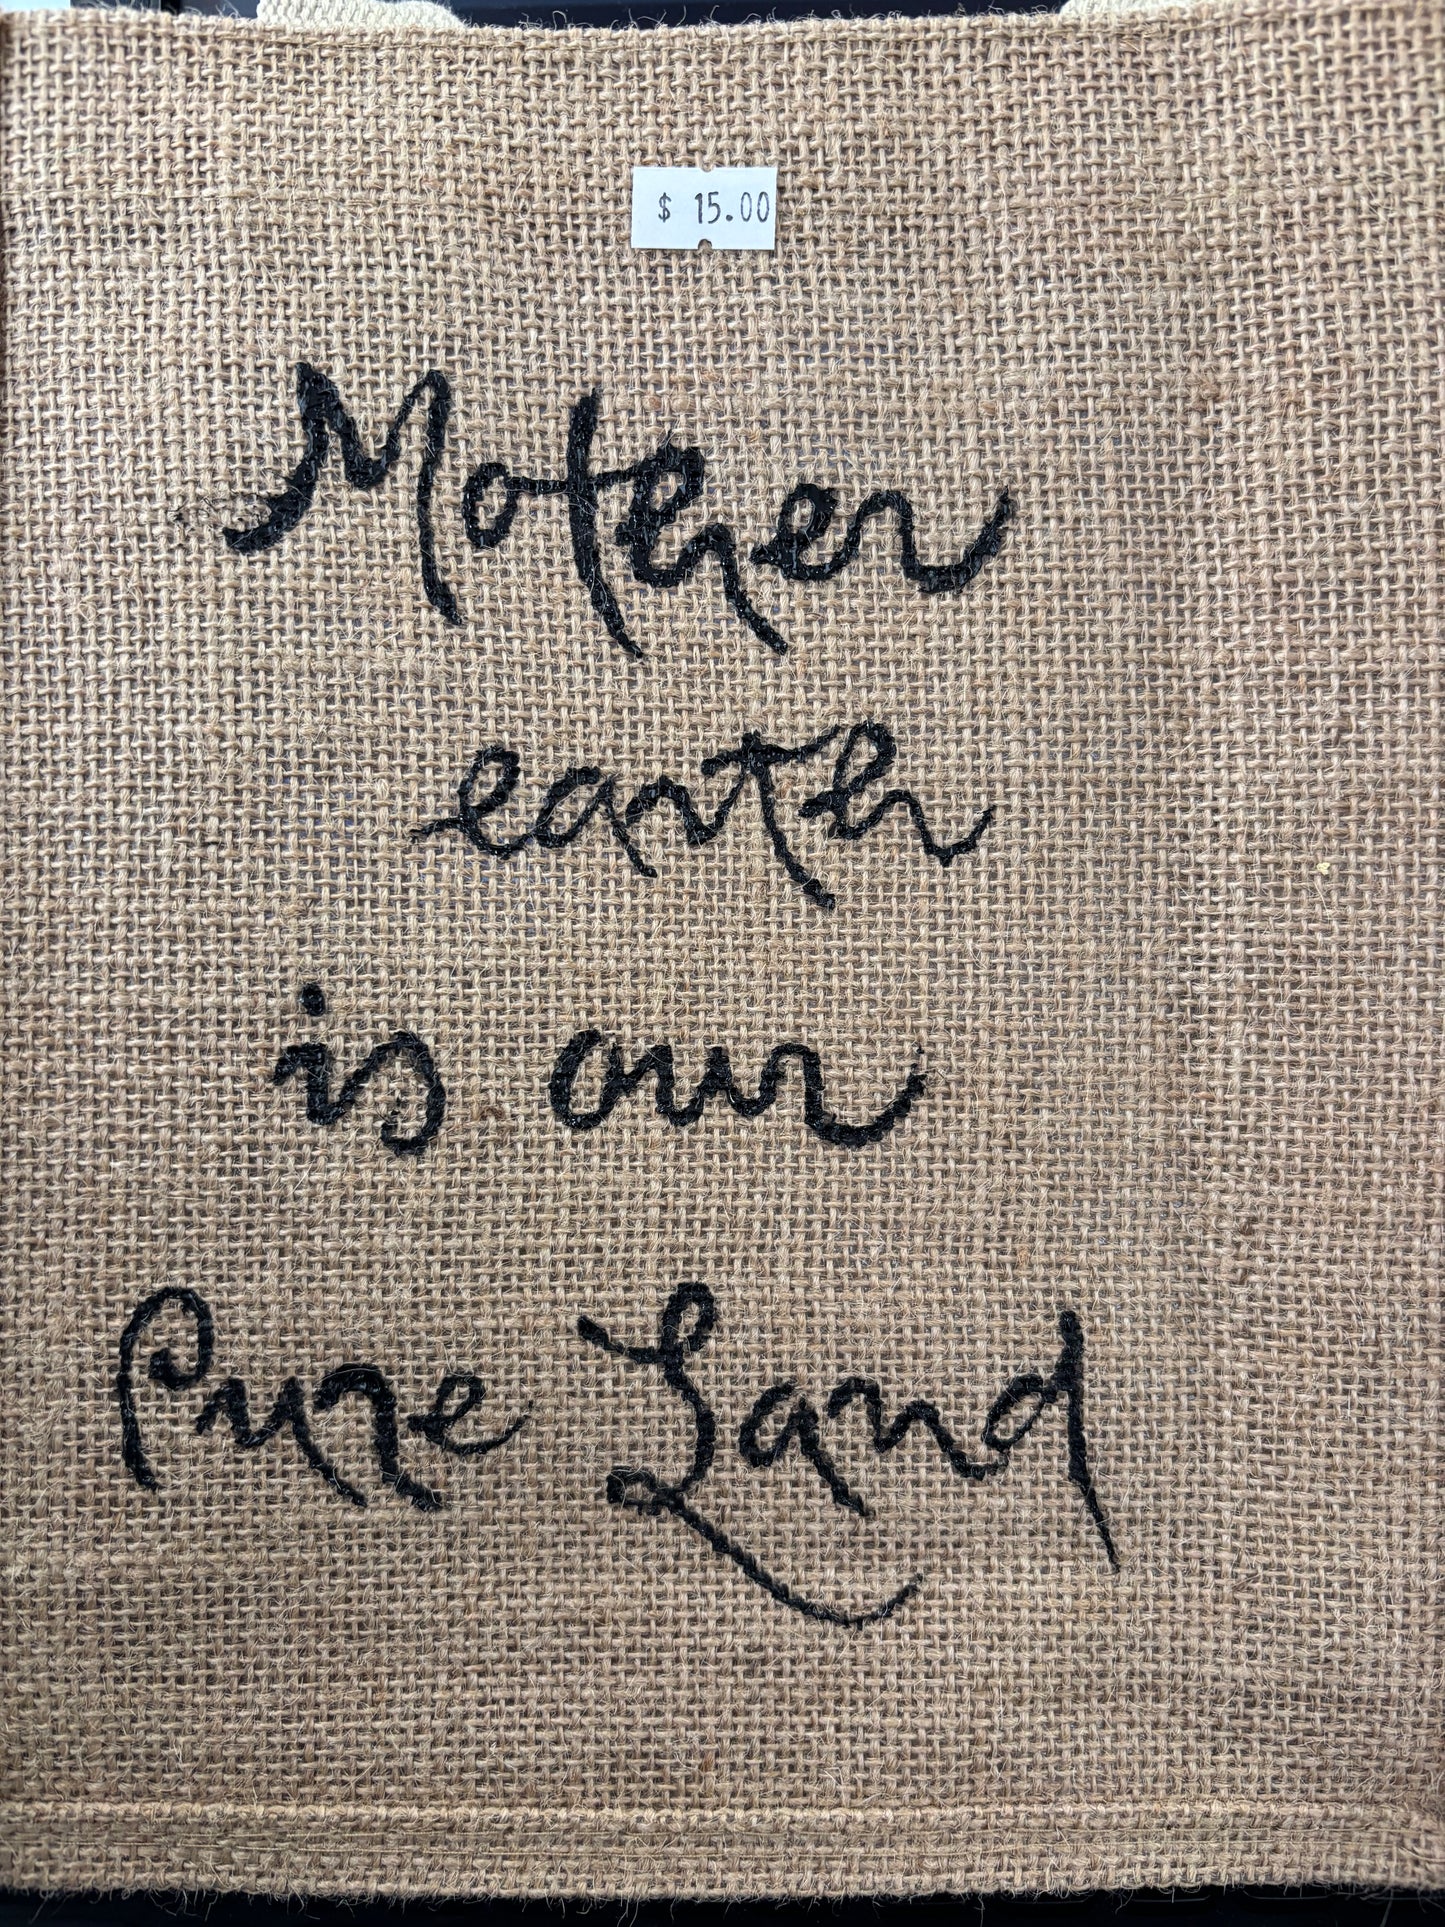 $ 15.00
Mother
earth
is our
Pure Land